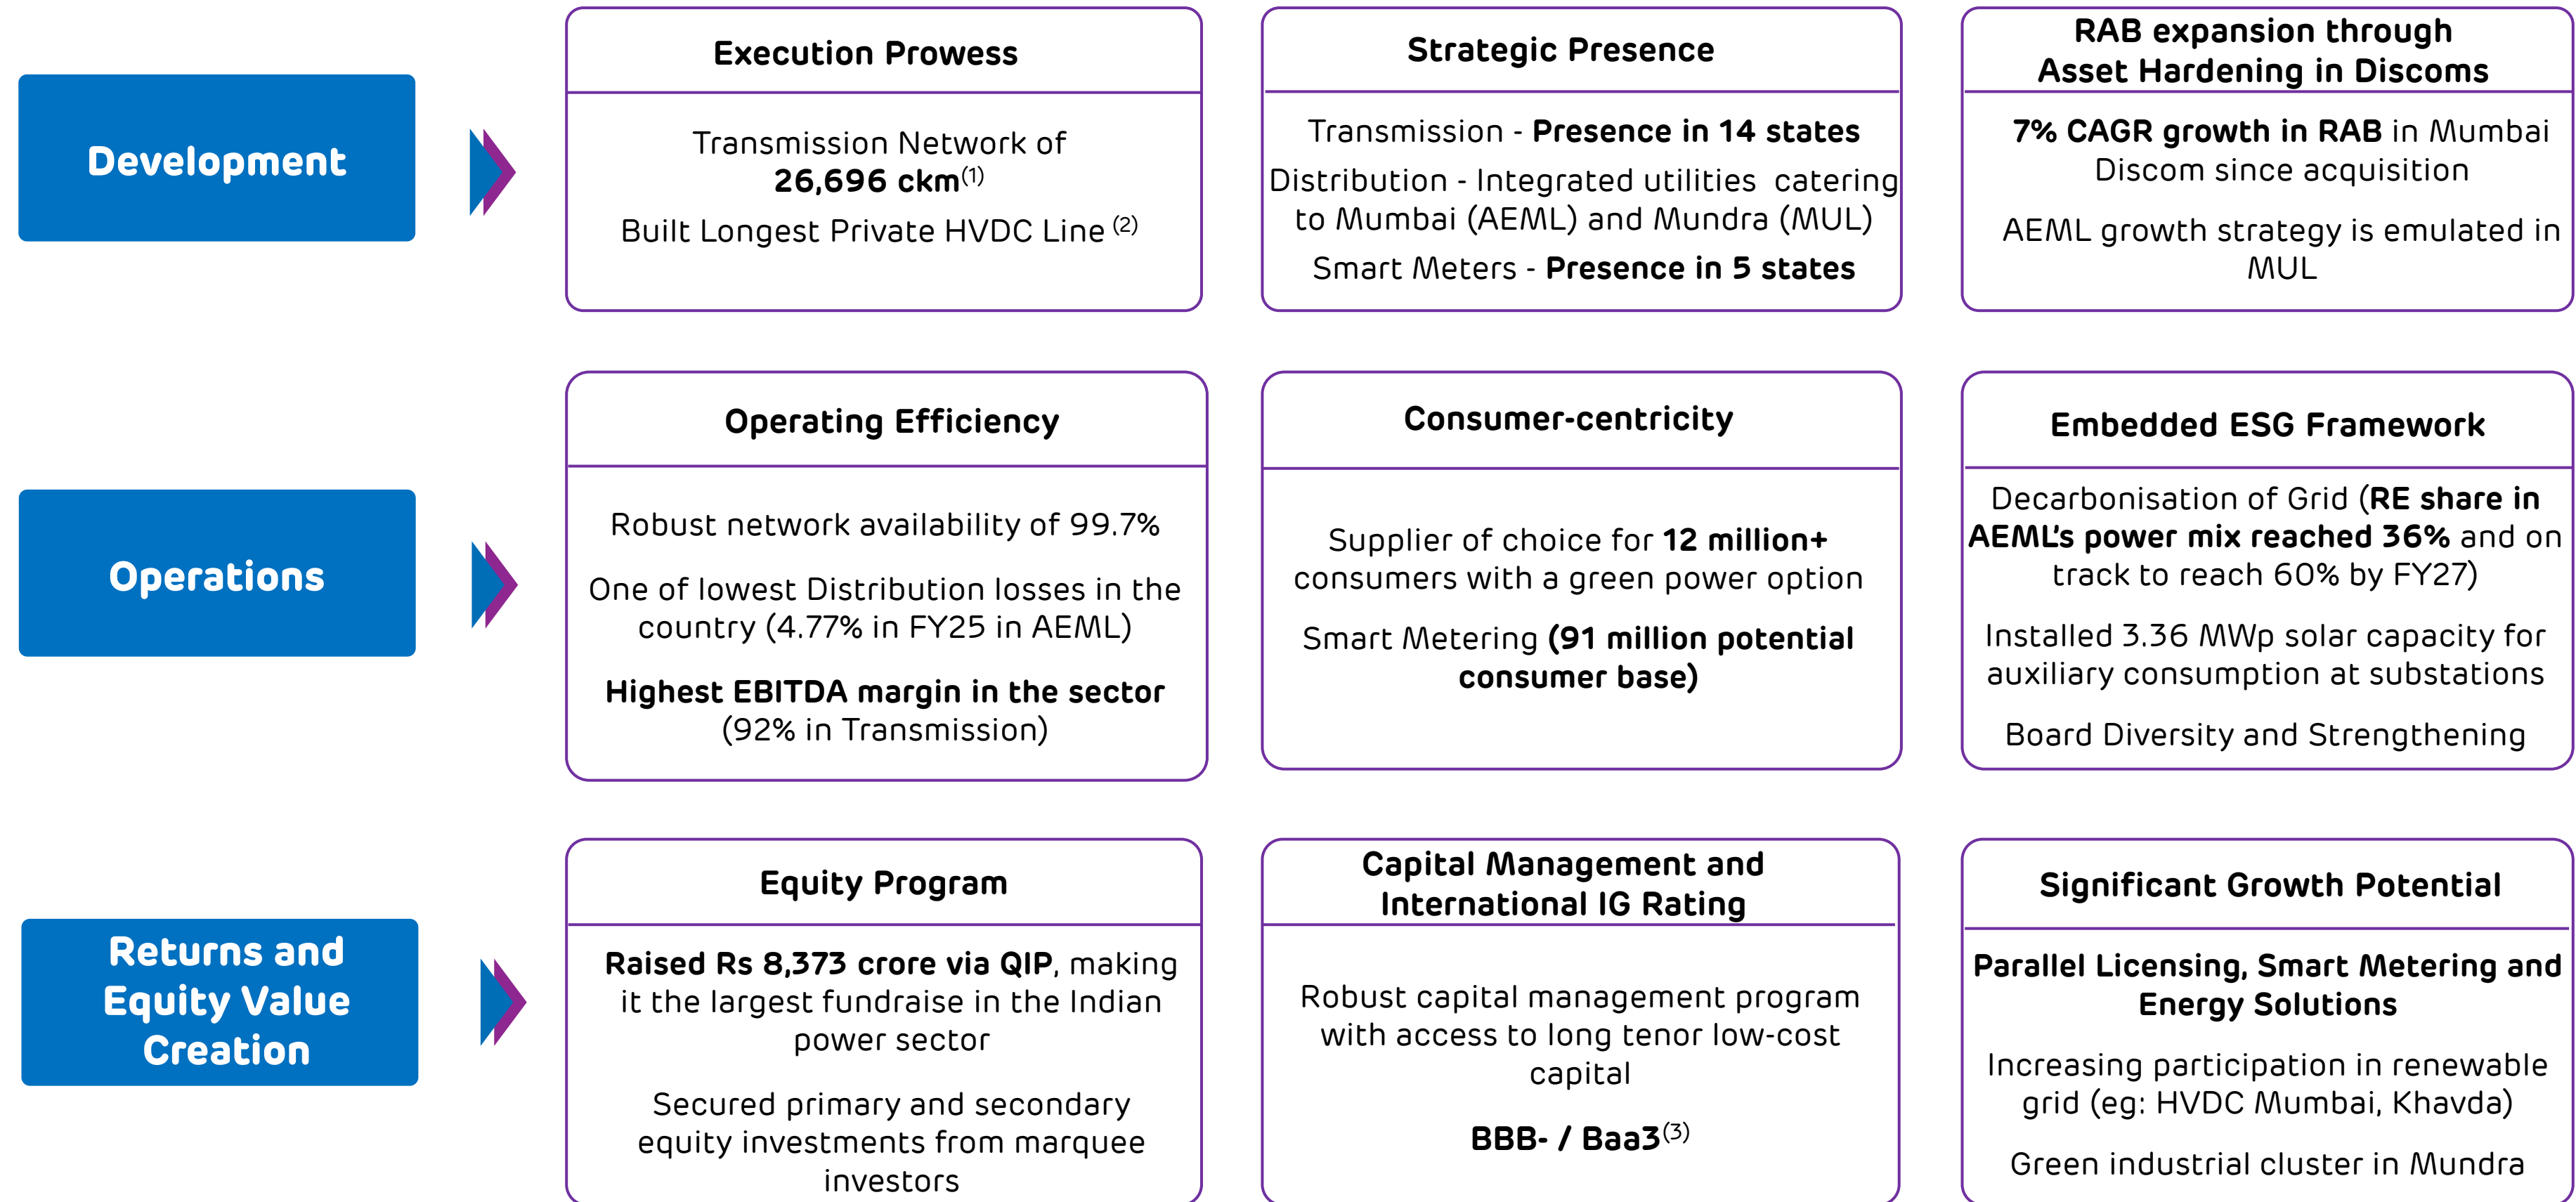 Development
Execution Prowess
Transmission Network of
26,696 ckm(1)
Built Longest Private HVDC Line (2)
Strategic Presence
Transmission - Presence in 14 states
Distribution - Integrated utilities catering
to Mumbai (AEML) and Mundra (MUL)
Smart Meters - Presence in 5 states
RAB expansion through
Asset Hardening in Discoms
7% CAGR growth in RAB in Mumbai
Discom since acquisition
AEML growth strategy is emulated in
MUL
Operations
Operating Efficiency
Robust network availability of 99.7%
One of lowest Distribution losses in the
country (4.77% in FY25 in AEML)
Highest EBITDA margin in the sector
(92% in Transmission)
Consumer-centricity
Supplier of choice for 12 million+
consumers with a green power option
Smart Metering (91 million potential
consumer base)
Embedded ESG Framework
Decarbonisation of Grid (RE share in
AEML's power mix reached 36% and on
track to reach 60% by FY27)
Installed 3.36 MWp solar capacity for
auxiliary consumption at substations
Board Diversity and Strengthening
Returns and
Equity Value
Creation
Equity Program
Raised Rs 8,373 crore via QIP, making
it the largest fundraise in the Indian
power sector
Secured primary and secondary
equity investments from marquee
investors
Capital Management and
International IG Rating
Robust capital management program
with access to long tenor low-cost
capital
BBB- / Baa3(3)
Significant Growth Potential
Parallel Licensing, Smart Metering and
Energy Solutions
Increasing participation in renewable
grid (eg: HVDC Mumbai, Khavda)
Green industrial cluster in Mundra